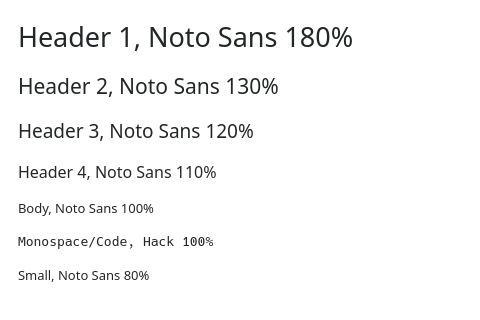 Header 1, Noto Sans 180%
Header 2, Noto Sans 130%
Header 3, Noto Sans 120%
Header 4, Noto Sans 110%
Body, Noto Sans 100%
Monospace/Code, Hack 100%
Small, Noto Sans 80%